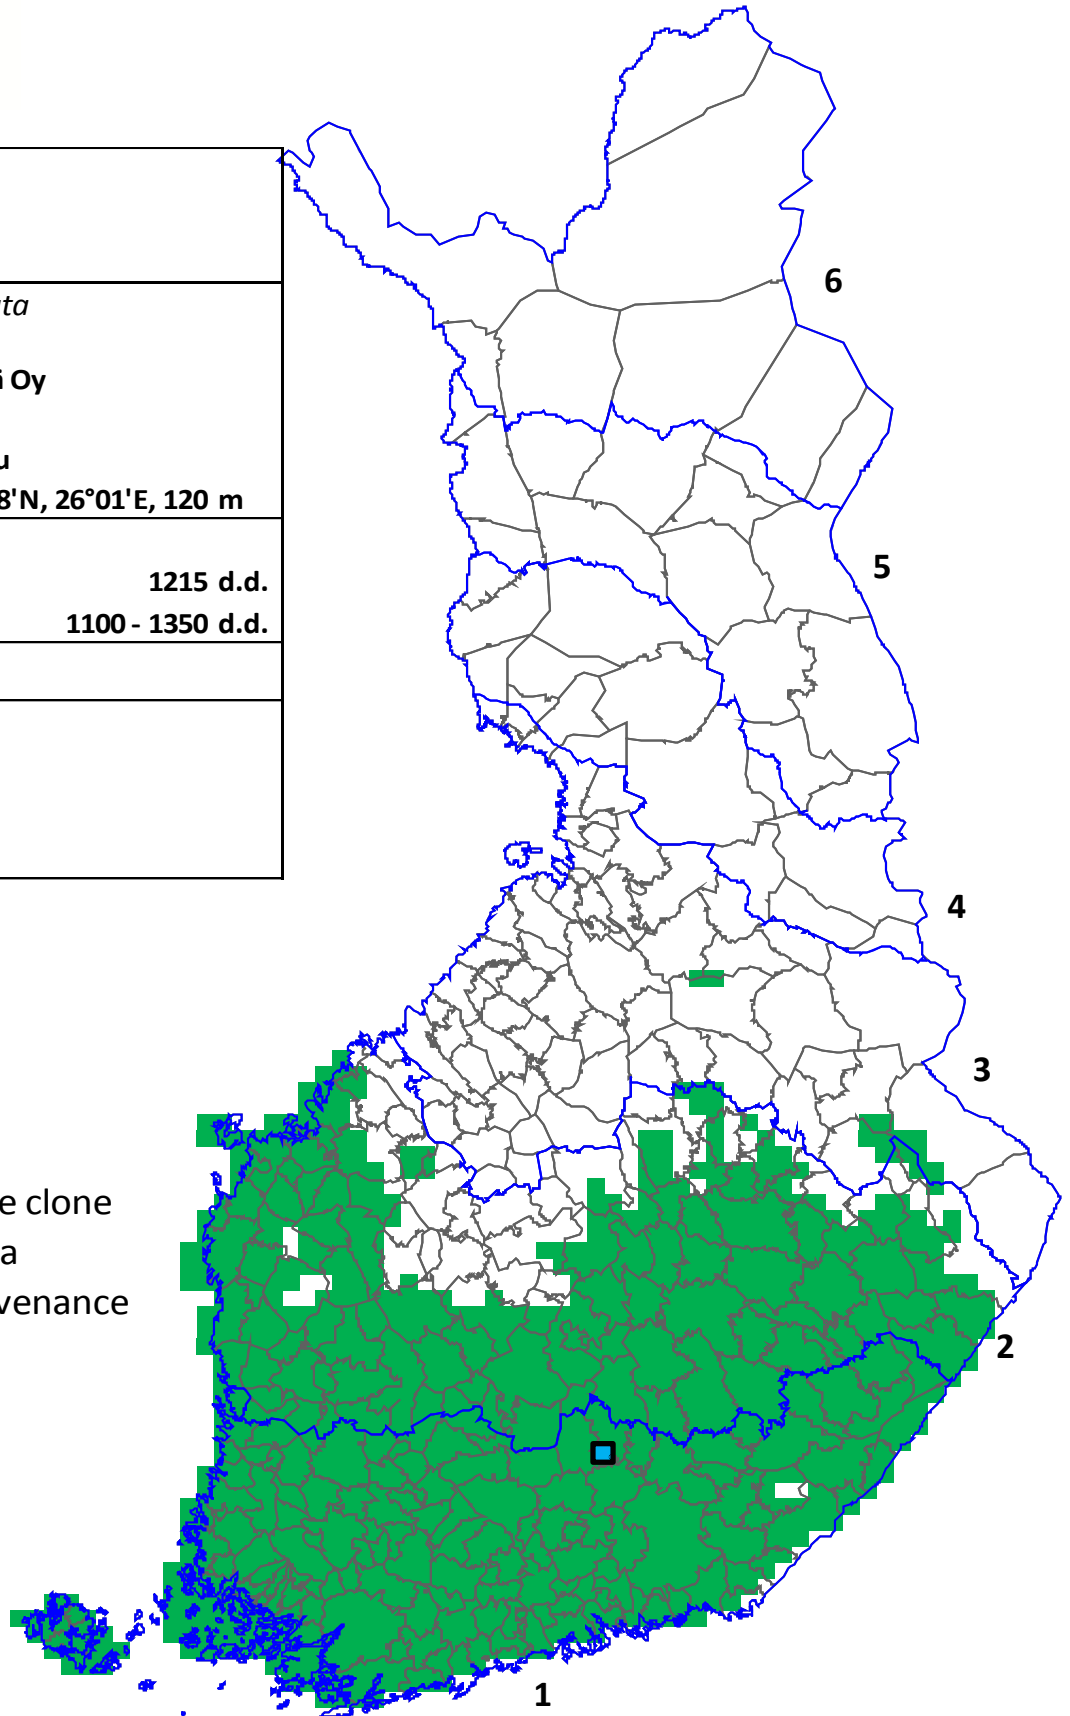 ta
i Oy
u
8'N, 26°01'E, 120 m
1215 d.d.
1100 - 1350 d.d.
e clone
a
venance
6
5
4
3
2
1